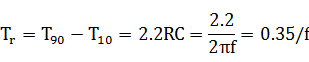 Tᵣ = T₉₀ − T₁₀ = 2.2RC = 2.2/2πf = 0.35/f